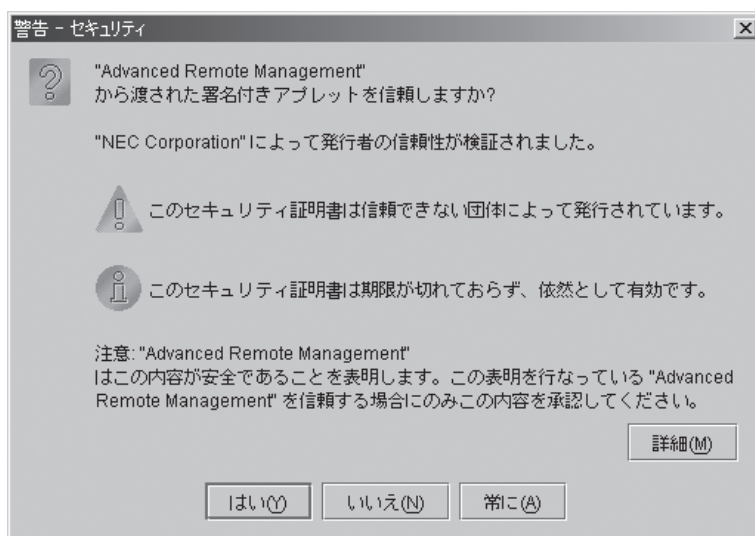 警告 - セキュリティ
"Advanced Remote Management"
から渡された署名付きアプレットを信頼しますか?
"NEC Corporation"によって発行者の信頼性が検証されました。
このセキュリティ証明書は信頼できない団体によって発行されています。
このセキュリティ証明書は期限が切れておらず、依然として有効です。
注意: "Advanced Remote Management"
はこの内容が安全であることを表明します。この表明を行なっている "Advanced
Remote Management" を信頼する場合にのみこの内容を承認してください。
詳細(M)
はい(Y) いいえ(N) 常に(A)